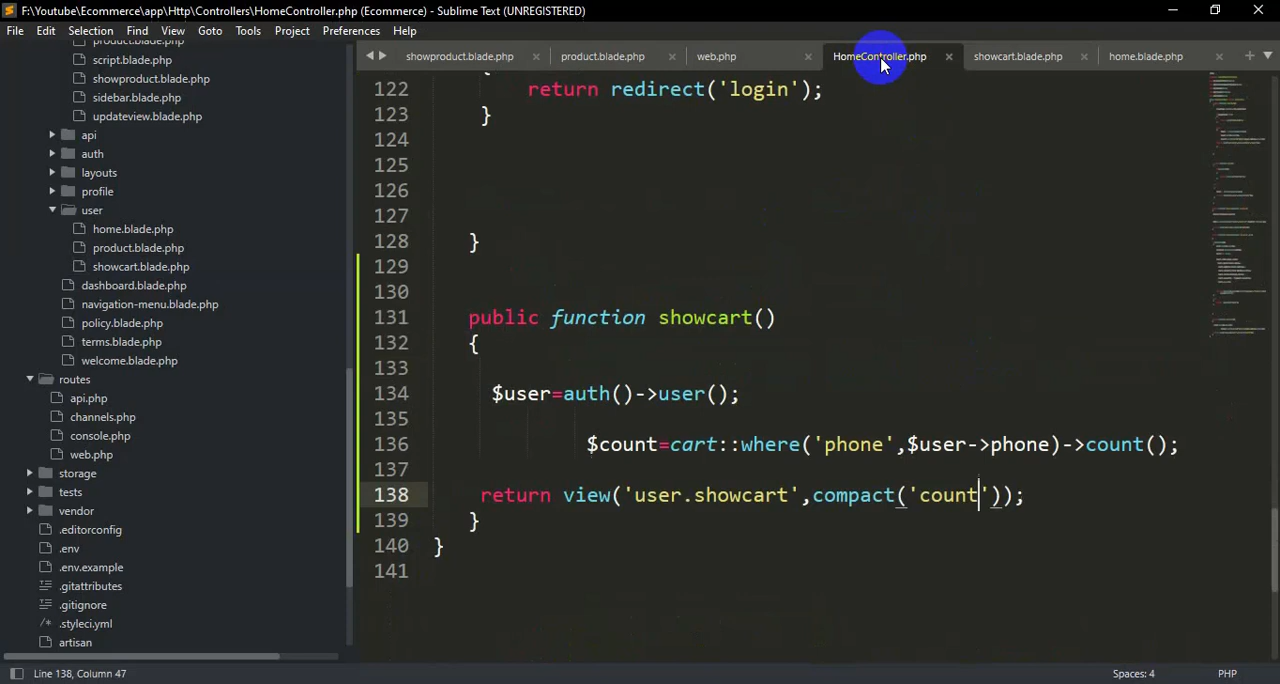 F:\Youtube\Ecommerce\app\Http\Controllers\HomeController.php (Ecommerce) - Sublime Text (UNREGISTERED)
File Edit Selection Find View Goto Tools Project Preferences Help
product.blade.php
script.blade.php
showproduct.blade.php
sidebar.blade.php
updateview.blade.php
api
auth
layouts
profile
user
home.blade.php
product.blade.php
showcart.blade.php
dashboard.blade.php
navigation-menu.blade.php
policy.blade.php
terms.blade.php
welcome.blade.php
routes
api.php
channels.php
console.php
web.php
storage
tests
vendor
.editorconfig
.env
.env.example
.gitattributes
.gitignore
.styleci.yml
artisan
showproduct.blade.php product.blade.php web.php HomeController.php showcart.blade.php home.blade.php
{
122 return redirect('login');
123 }
124
125
126
127
128 }
129
130
131 public function showcart()
132 {
133
134 $user=auth()->user();
135
136 $count=cart::where('phone',$user->phone)->count();
137
138 return view('user.showcart',compact('count'));
139 }
140 }
141
Line 138, Column 47 Spaces: 4 PHP